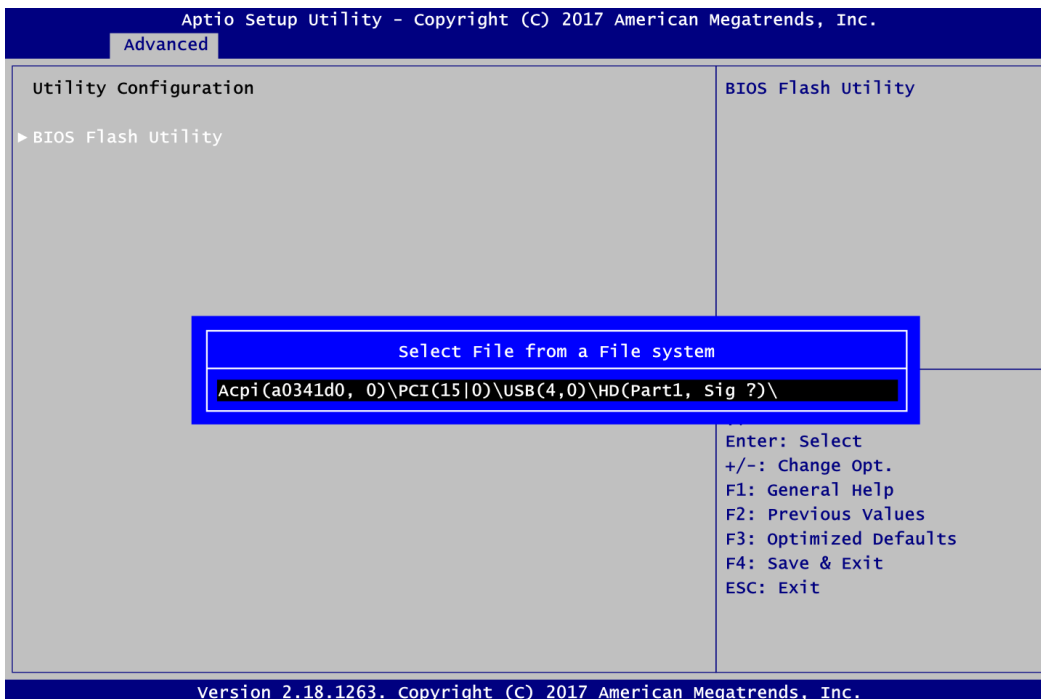 Aptio Setup Utility - Copyright (C) 2017 American Megatrends, Inc.
Advanced
Utility Configuration
BIOS Flash Utility
► BIOS Flash Utility
Select File from a File system
Acpi(a0341d0, 0)\PCI(15|0)\USB(4,0)\HD(Part1, Sig ?)\
Enter: Select
+/-: Change Opt.
F1: General Help
F2: Previous Values
F3: Optimized Defaults
F4: Save & Exit
ESC: Exit
Version 2.18.1263. Copyright (C) 2017 American Megatrends, Inc.